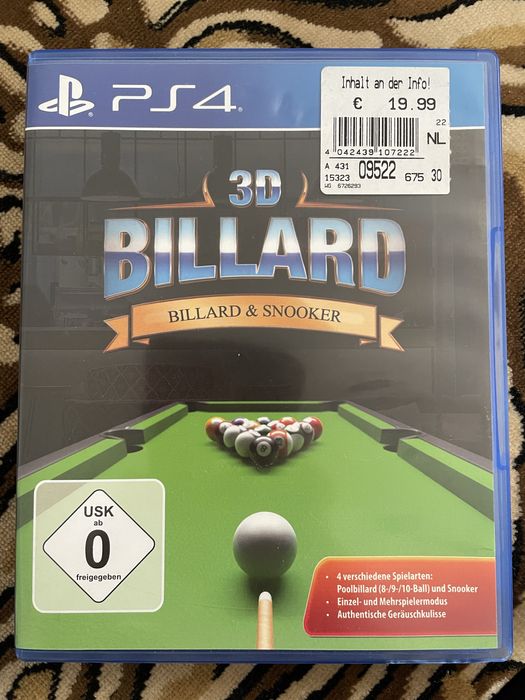 PS4
Inhalt an der Info!
€ 19.99
22
NL
4 042439 107222
A 431
15323
09522
675 30
WG 6726293
3D
BILLARD
BILLARD & SNOOKER
USK
ab
0
freigegeben
• 4 verschiedene Spielarten:
Poolbillard (8-/9-/10-Ball) und Snooker
• Einzel- und Mehrspielermodus
• Authentische Geräuschkulisse